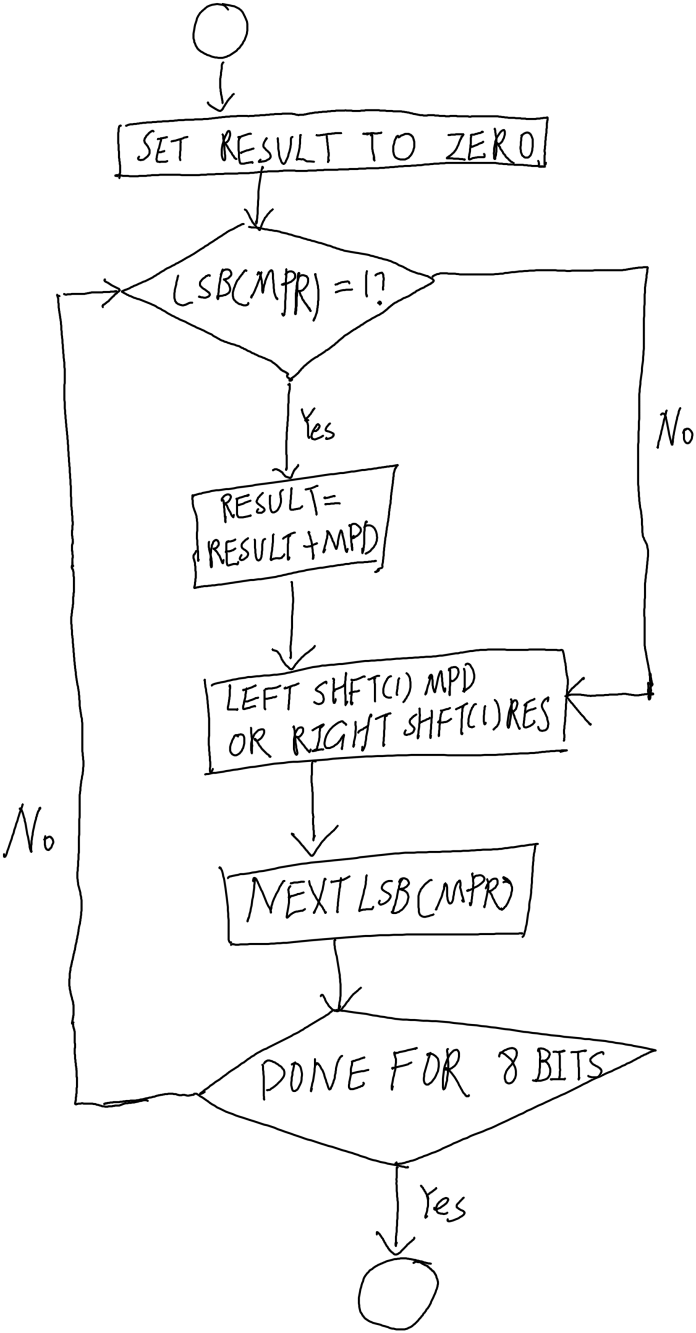 SET RESULT TO ZERO
LSB(MPR) = 1?
Yes
No
RESULT=
RESULT+MPD
LEFT SHFT(1) MPD
OR RIGHT SHFT(1)RES
No
NEXT LSB(MPR)
DONE FOR 8 BITS
Yes